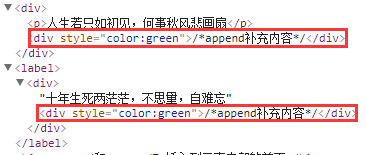 ▼<div>
<p>人生若只如初见，何事秋风悲画扇</p>
<div style="color:green">/*append补充内容*/</div>
</div>
▼<label>
▼<div>
"十年生死两茫茫，不思量，自难忘"
<div style="color:green">/*append补充内容*/</div>
</div>
</label>